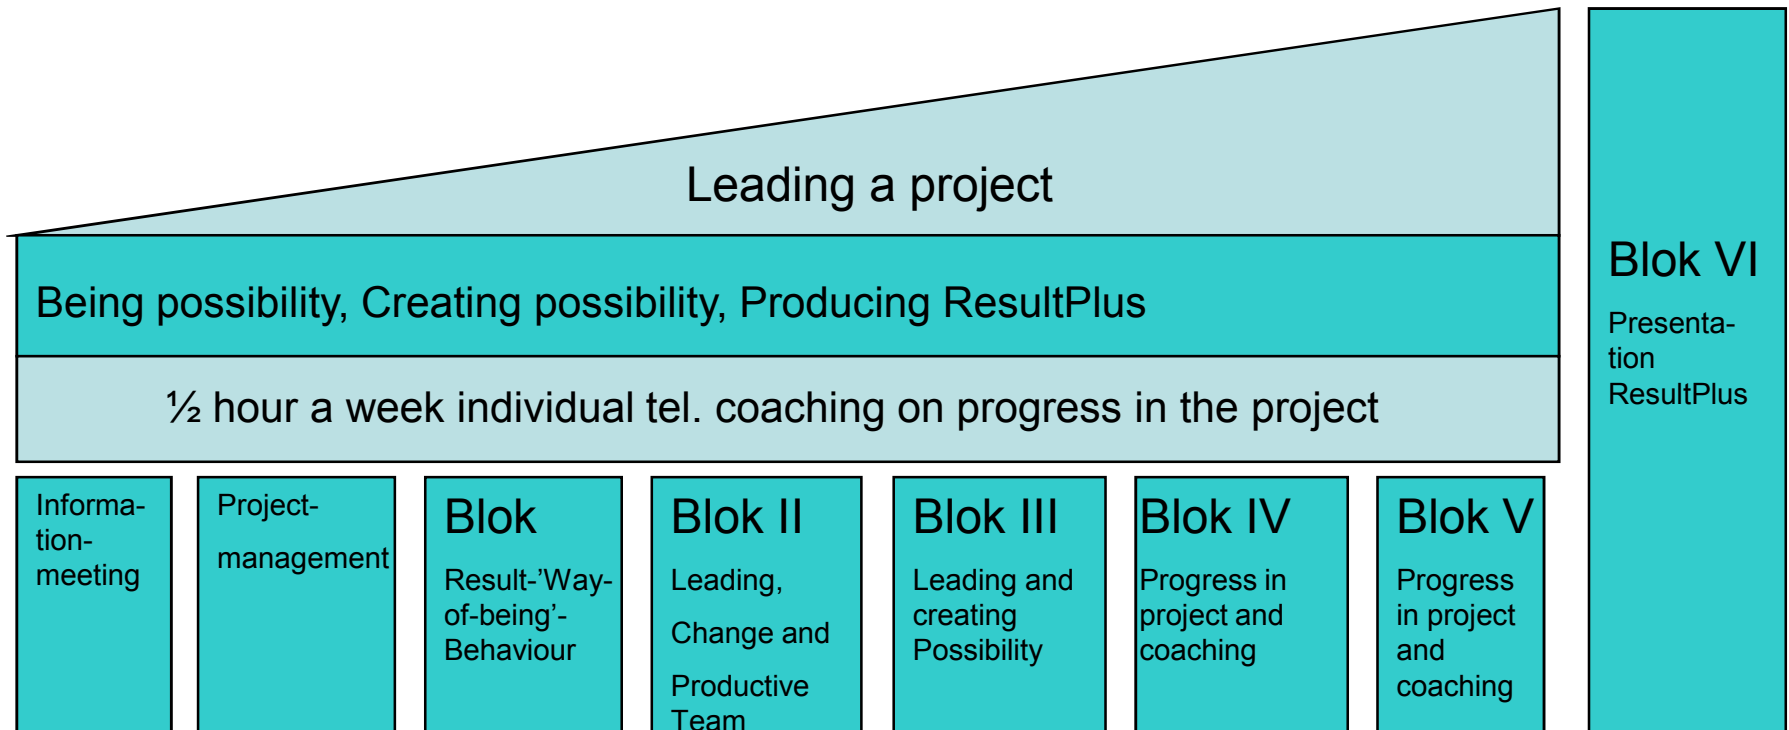 Leading a project
Being possibility, Creating possibility, Producing ResultPlus
½ hour a week individual tel. coaching on progress in the project
Informa-
tion-
meeting
Project-
management
Blok
Result-’Way-
of-being’-
Behaviour
Blok II
Leading,
Change and
Productive
Team
Blok III
Leading and
creating
Possibility
Blok IV
Progress in
project and
coaching
Blok V
Progress
in project
and
coaching
Blok VI
Presenta-
tion
ResultPlus